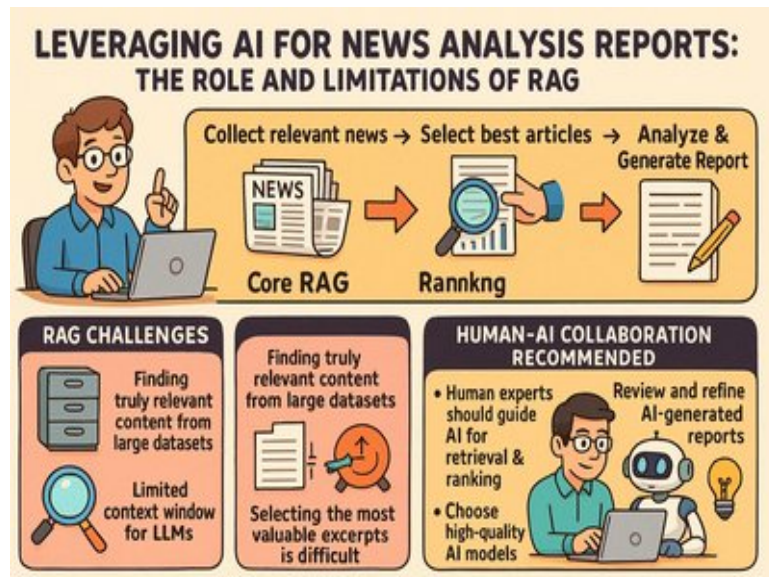 LEVERAGING AI FOR NEWS ANALYSIS REPORTS:
THE ROLE AND LIMITATIONS OF RAG
Collect relevant news → Select best articles → Analyze &
Generate Report
NEWS
Core RAG
Rannkng
RAG CHALLENGES
Finding
truly relevant
content from
large datasets
Limited
context window
for LLMs
Finding truly
relevant content
from large datasets
Selecting the most
valuable excerpts
is difficult
HUMAN-AI COLLABORATION
RECOMMENDED
• Human experts
should guide
AI for
retrieval &
ranking
• Choose
high-quality
AI models
Review and refine
AI-generated
reports